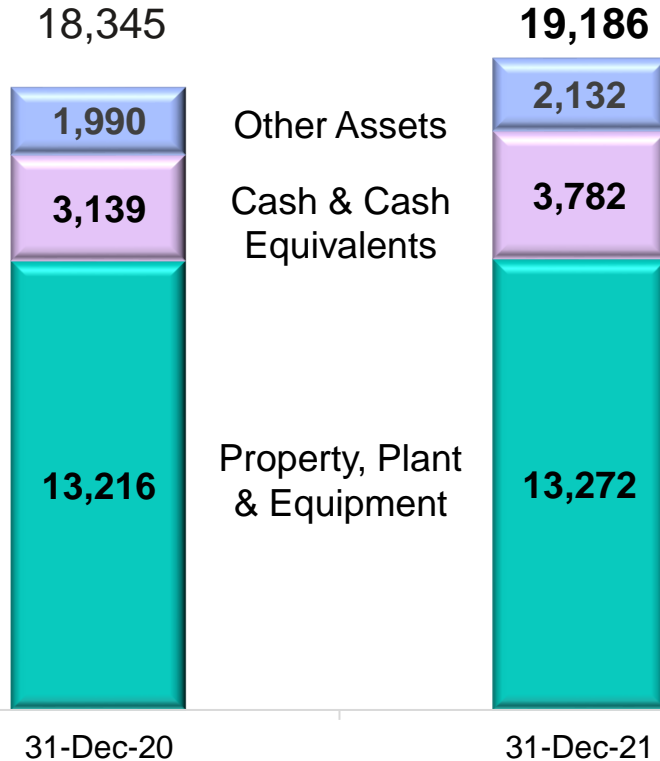 18,345
19,186
1,990
Other Assets
2,132
3,139
Cash & Cash
Equivalents
3,782
13,216
Property, Plant
& Equipment
13,272
31-Dec-20
31-Dec-21